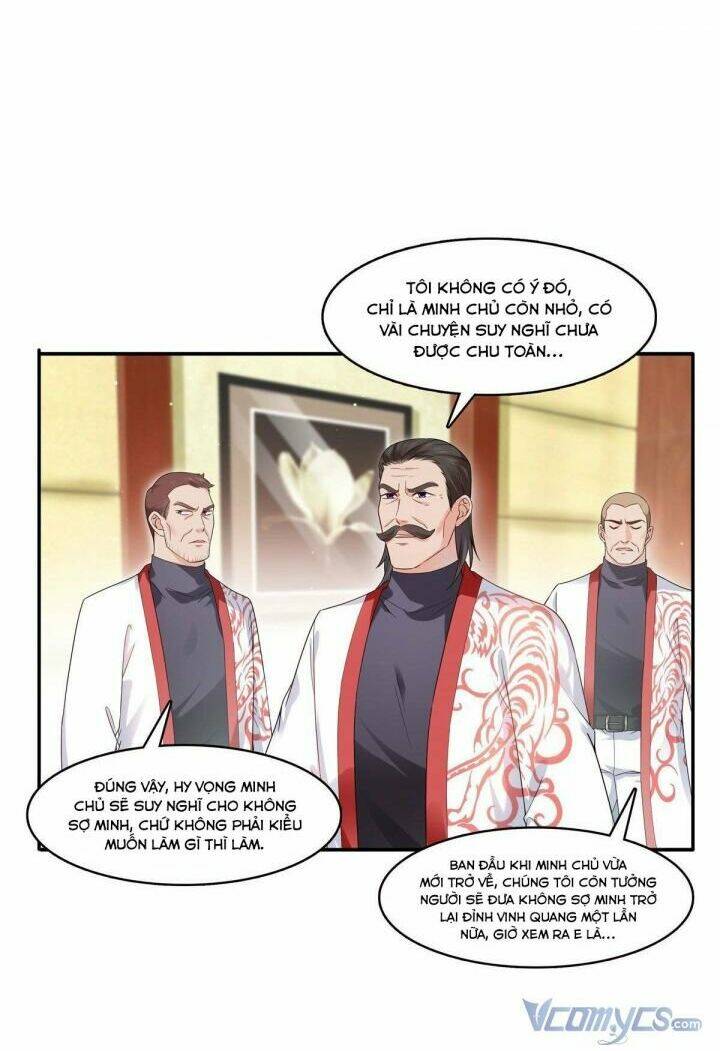 TÔI KHÔNG CÓ Ý ĐÓ,
CHỈ LÀ MINH CHỦ CÒN NHỎ, CÓ
VÀI CHUYỆN SUY NGHĨ CHƯA
ĐƯỢC CHU TOÀN...
ĐÚNG VẬY, HY VỌNG MINH
CHỦ SẼ SUY NGHĨ CHO KHÔNG
SỢ MINH, CHỨ KHÔNG PHẢI KIỂU
MUỐN LÀM GÌ THÌ LÀM.
BAN ĐẦU KHI MINH CHỦ VỪA
MỚI TRỞ VỀ, CHÚNG TÔI CÒN TƯỞNG
NGƯỜI SẼ ĐƯA KHÔNG SỢ MINH TRỞ
LẠI ĐỈNH VINH QUANG MỘT LẦN
NỮA, GIỜ XEM RA E LÀ...
VCOMYCS.com